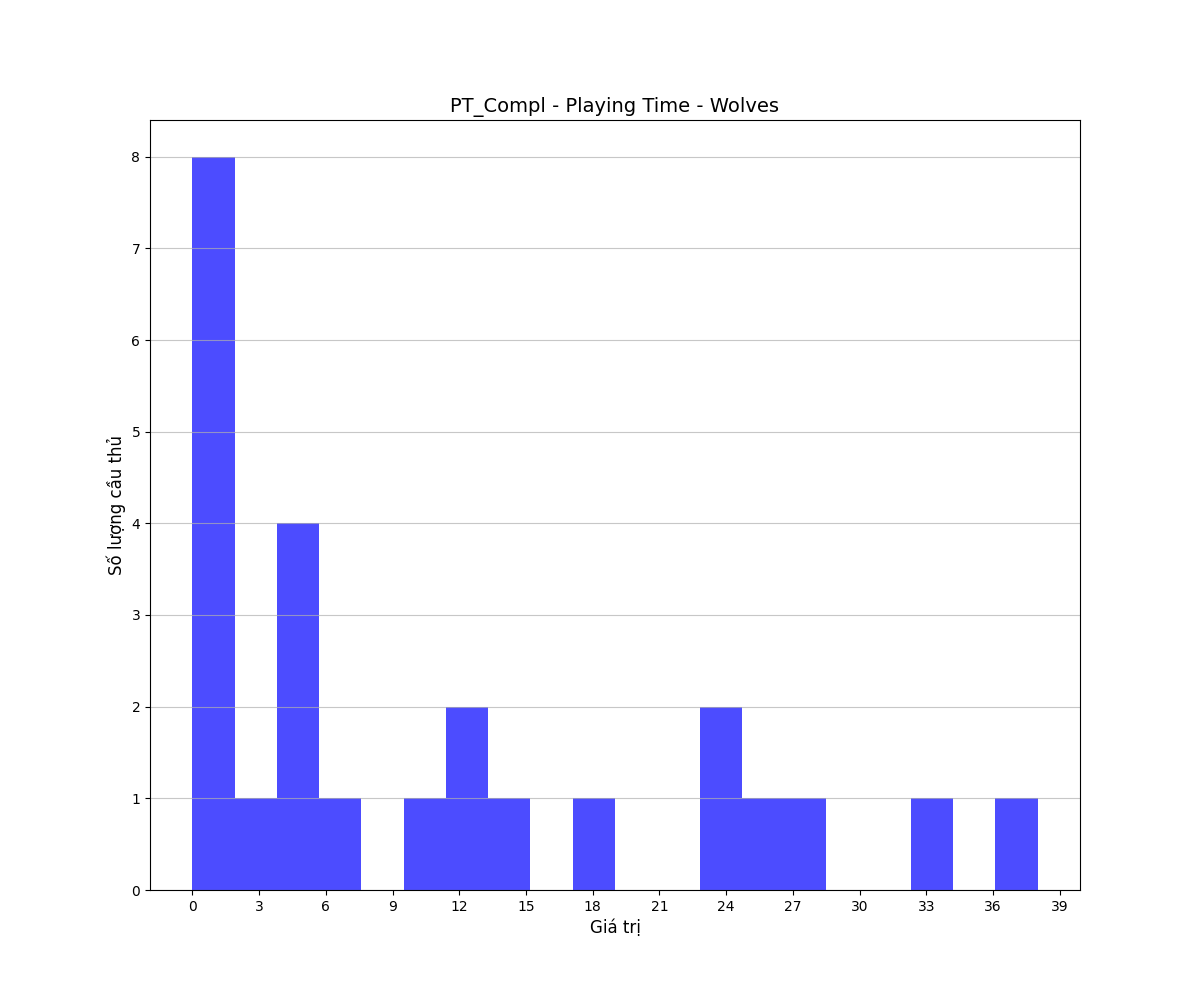 PT_Compl - Playing Time - Wolves
8
7
6
5
4
3
2
1
0
Số lượng cầu thủ
0 3 6 9 12 15 18 21 24 27 30 33 36 39
Giá trị